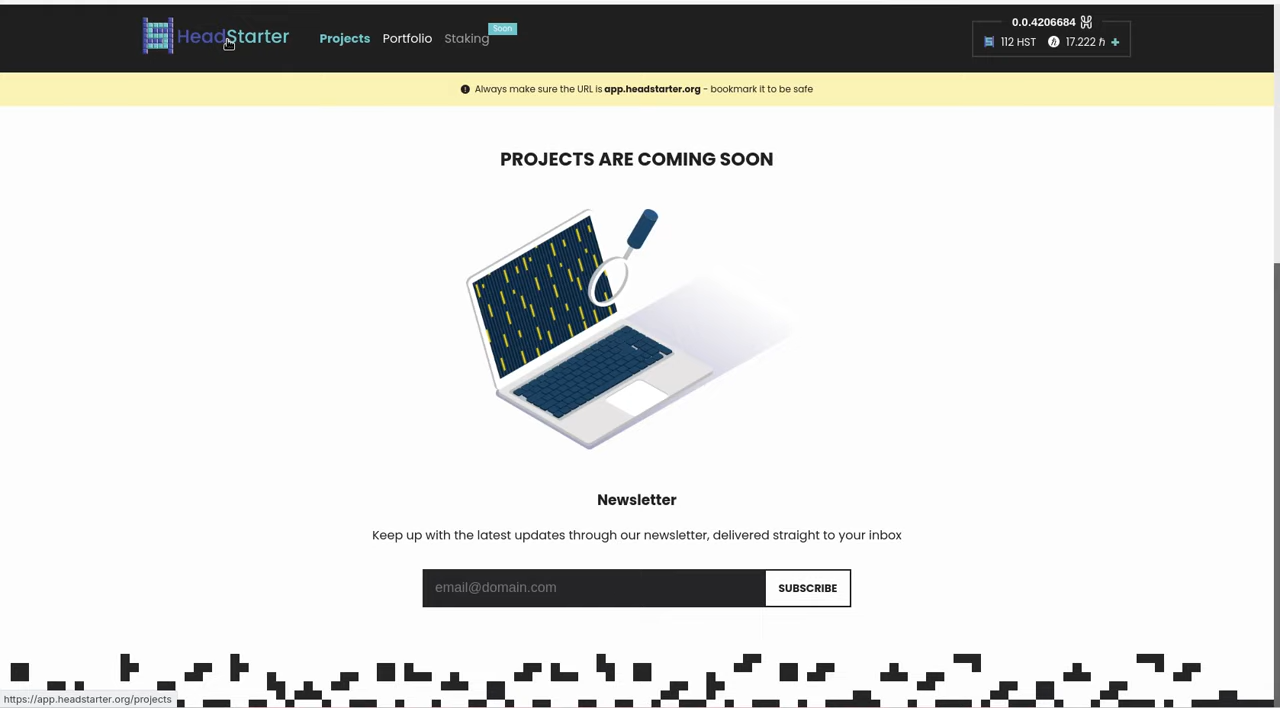 HeadStarter
Projects
Portfolio
Staking
Soon
0.0.4206684
112 HST
17.222 ℏ
Always make sure the URL is app.headstarter.org - bookmark it to be safe
PROJECTS ARE COMING SOON
Newsletter
Keep up with the latest updates through our newsletter, delivered straight to your inbox
email@domain.com
SUBSCRIBE
https://app.headstarter.org/projects